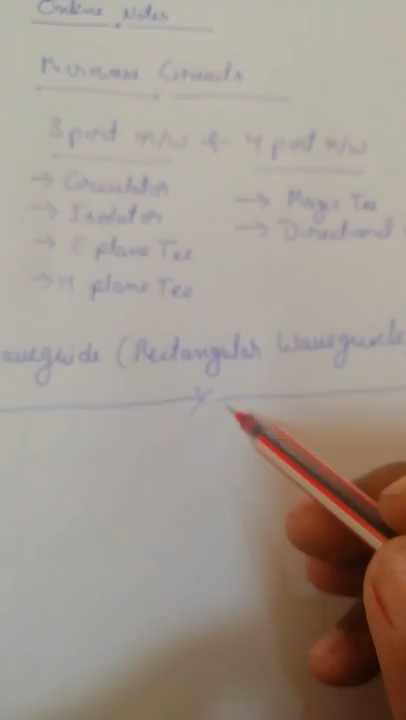 Online Notes
Microwave Circuits
3 port n/w & 4 port n/w
→ Circulator
→ Isolator
→ E plane Tee
→ H plane Tee
→ Magic Tee
→ Directional
aveguide (Rectangular Waveguide